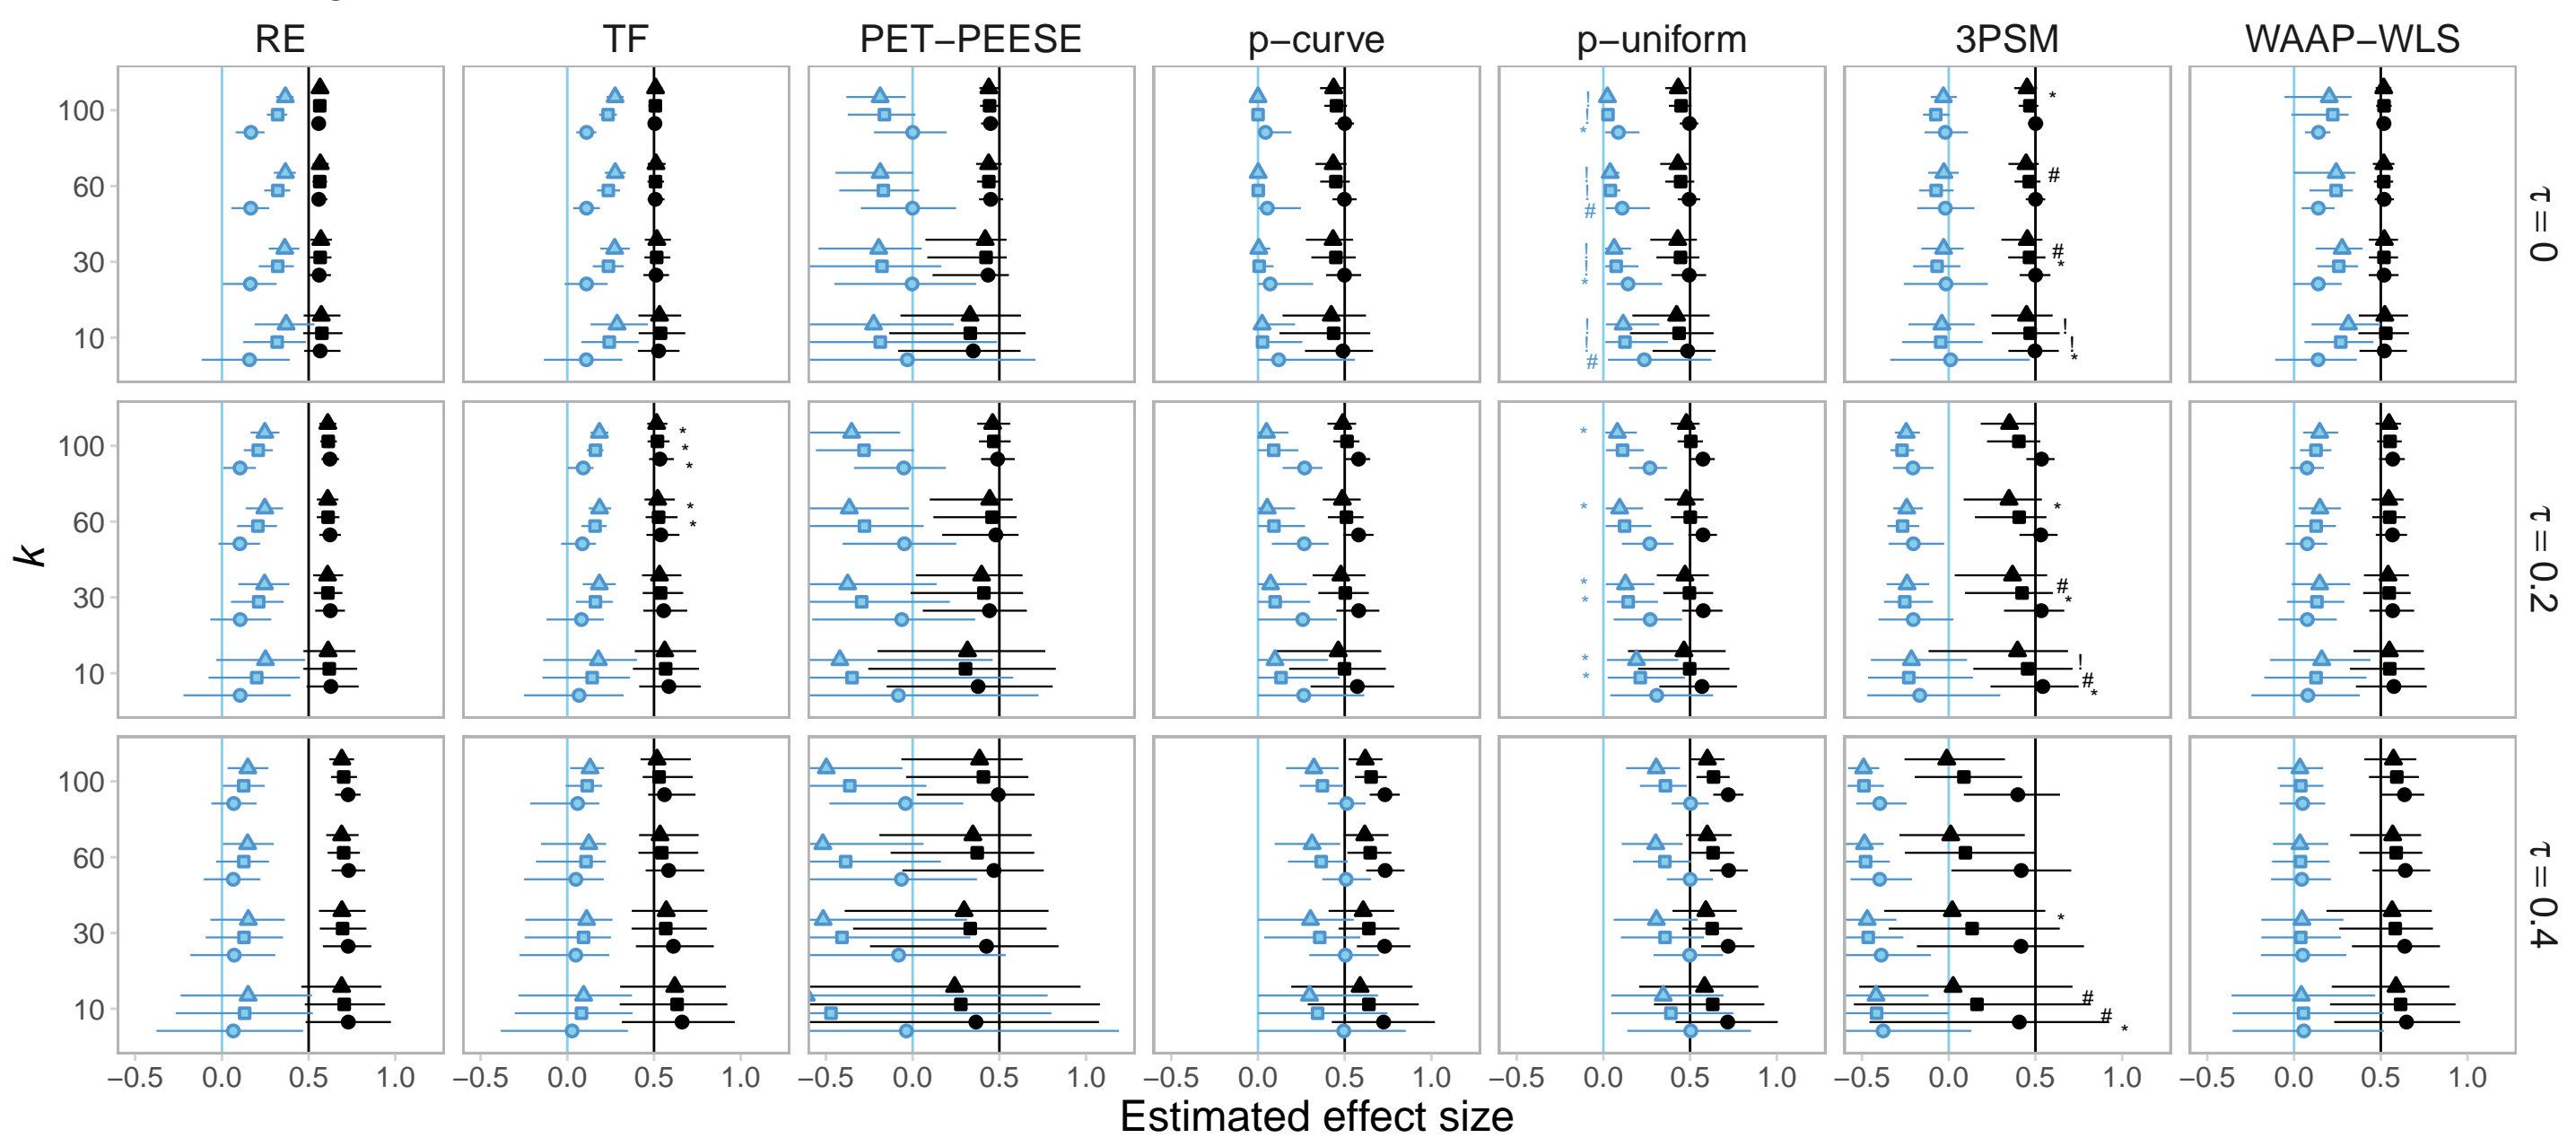 RE TF PET−PEESE p−curve p−uniform 3PSM WAAP−WLS
100 ! ! * *
60 ! ! # #
30 ! ! * # *
10 ! ! # ! ! *
τ = 0
100 * * * *
60 * * * *
30 * * # *
10 * * ! # *
τ = 0.2
100
60
30 *
10 # # *
τ = 0.4
k
−0.5 0.0 0.5 1.0 −0.5 0.0 0.5 1.0 −0.5 0.0 0.5 1.0 −0.5 0.0 0.5 1.0 −0.5 0.0 0.5 1.0 −0.5 0.0 0.5 1.0 −0.5 0.0 0.5 1.0
Estimated effect size